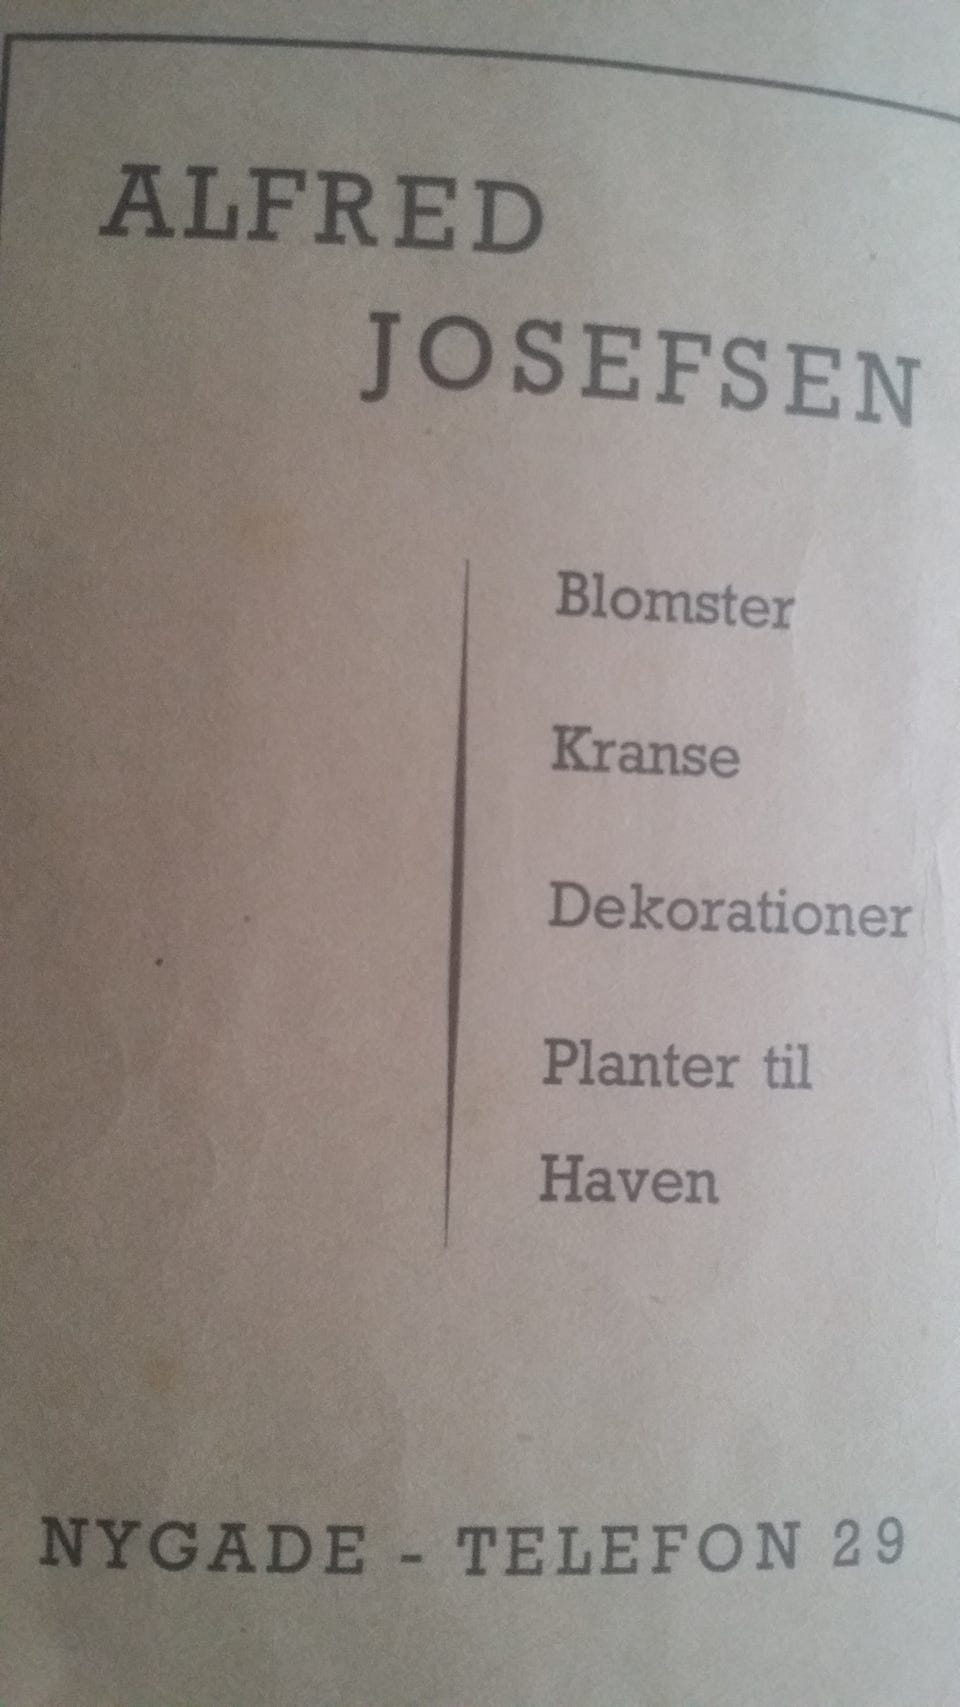 ALFRED
JOSEFSEN
Blomster
Kranse
Dekorationer
Planter til
Haven
NYGADE - TELEFON 29